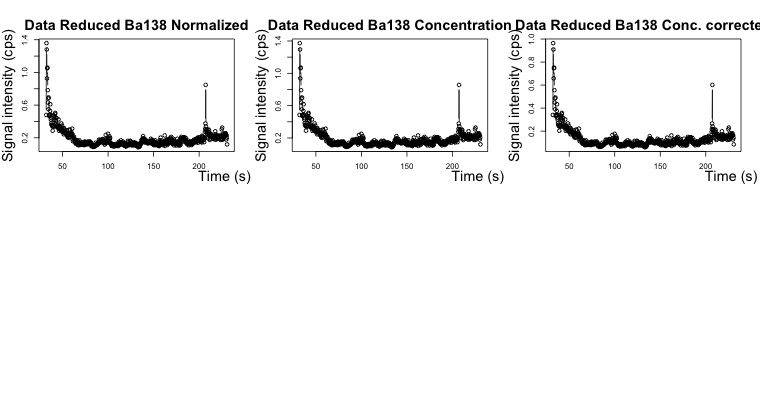 Data Reduced Ba138 Normalized
Signal intensity (cps)
0.2 0.6 1.0 1.4
50 100 150 200
Time (s)
Data Reduced Ba138 Concentration
Signal intensity (cps)
0.2 0.6 1.0 1.4
50 100 150 200
Time (s)
Data Reduced Ba138 Conc. correcte
Signal intensity (cps)
0.2 0.4 0.6 0.8 1.0
50 100 150 200
Time (s)